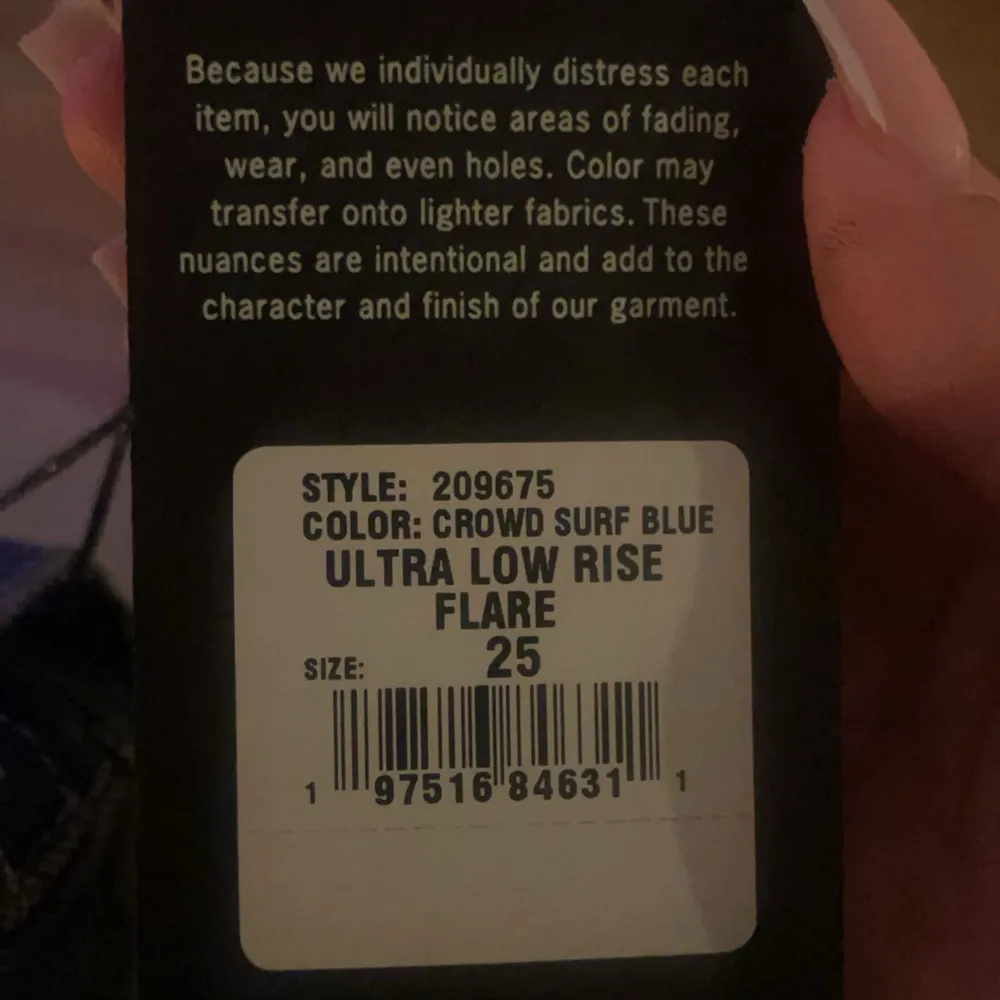 Because we individually distress each
item, you will notice areas of fading,
wear, and even holes. Color may
transfer onto lighter fabrics. These
nuances are intentional and add to the
character and finish of our garment.
STYLE: 209675
COLOR: CROWD SURF BLUE
ULTRA LOW RISE
FLARE
SIZE: 25
1 97516 84631 1